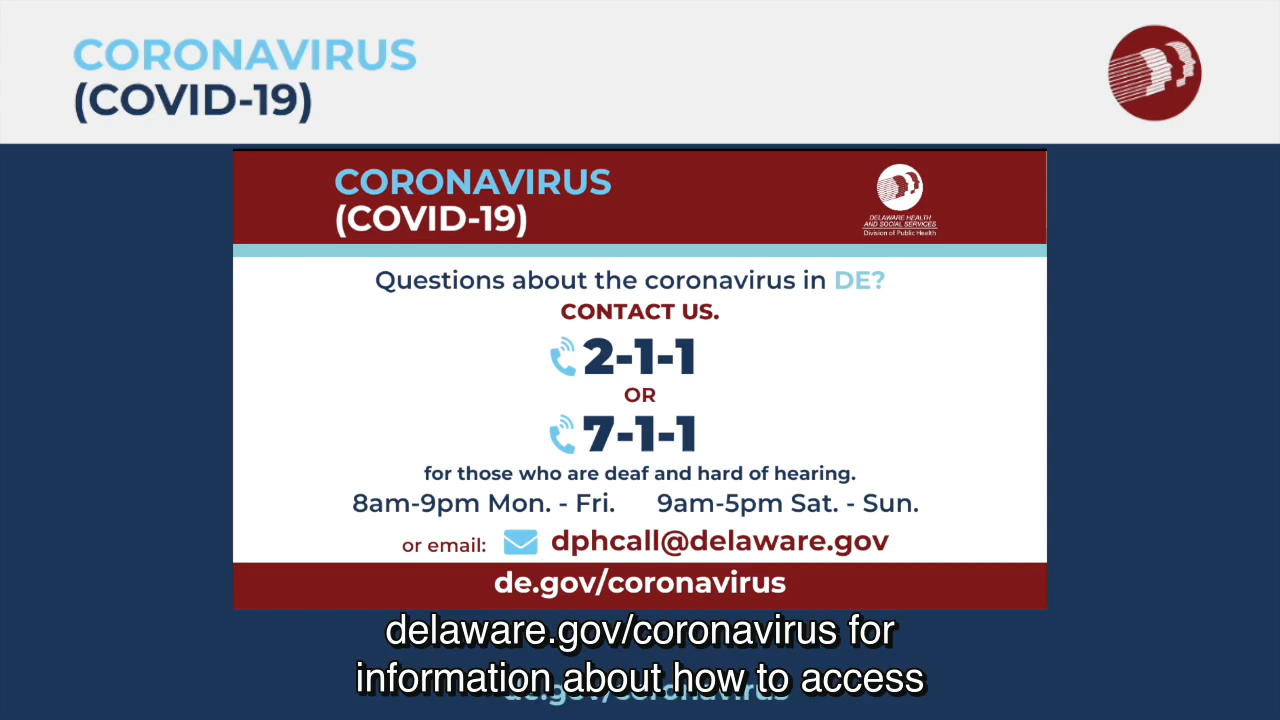 CORONAVIRUS
(COVID-19)
CORONAVIRUS
(COVID-19)
DELAWARE HEALTH
AND SOCIAL SERVICES
Division of Public Health
Questions about the coronavirus in DE?
CONTACT US.
2-1-1
OR
7-1-1
for those who are deaf and hard of hearing.
8am-9pm Mon. - Fri. 9am-5pm Sat. - Sun.
or email: dphcall@delaware.gov
de.gov/coronavirus
delaware.gov/coronavirus for
information about how to access
de.gov/coronavirus